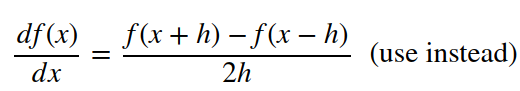 df(x)/dx = (f(x + h) − f(x − h))/2h (use instead)